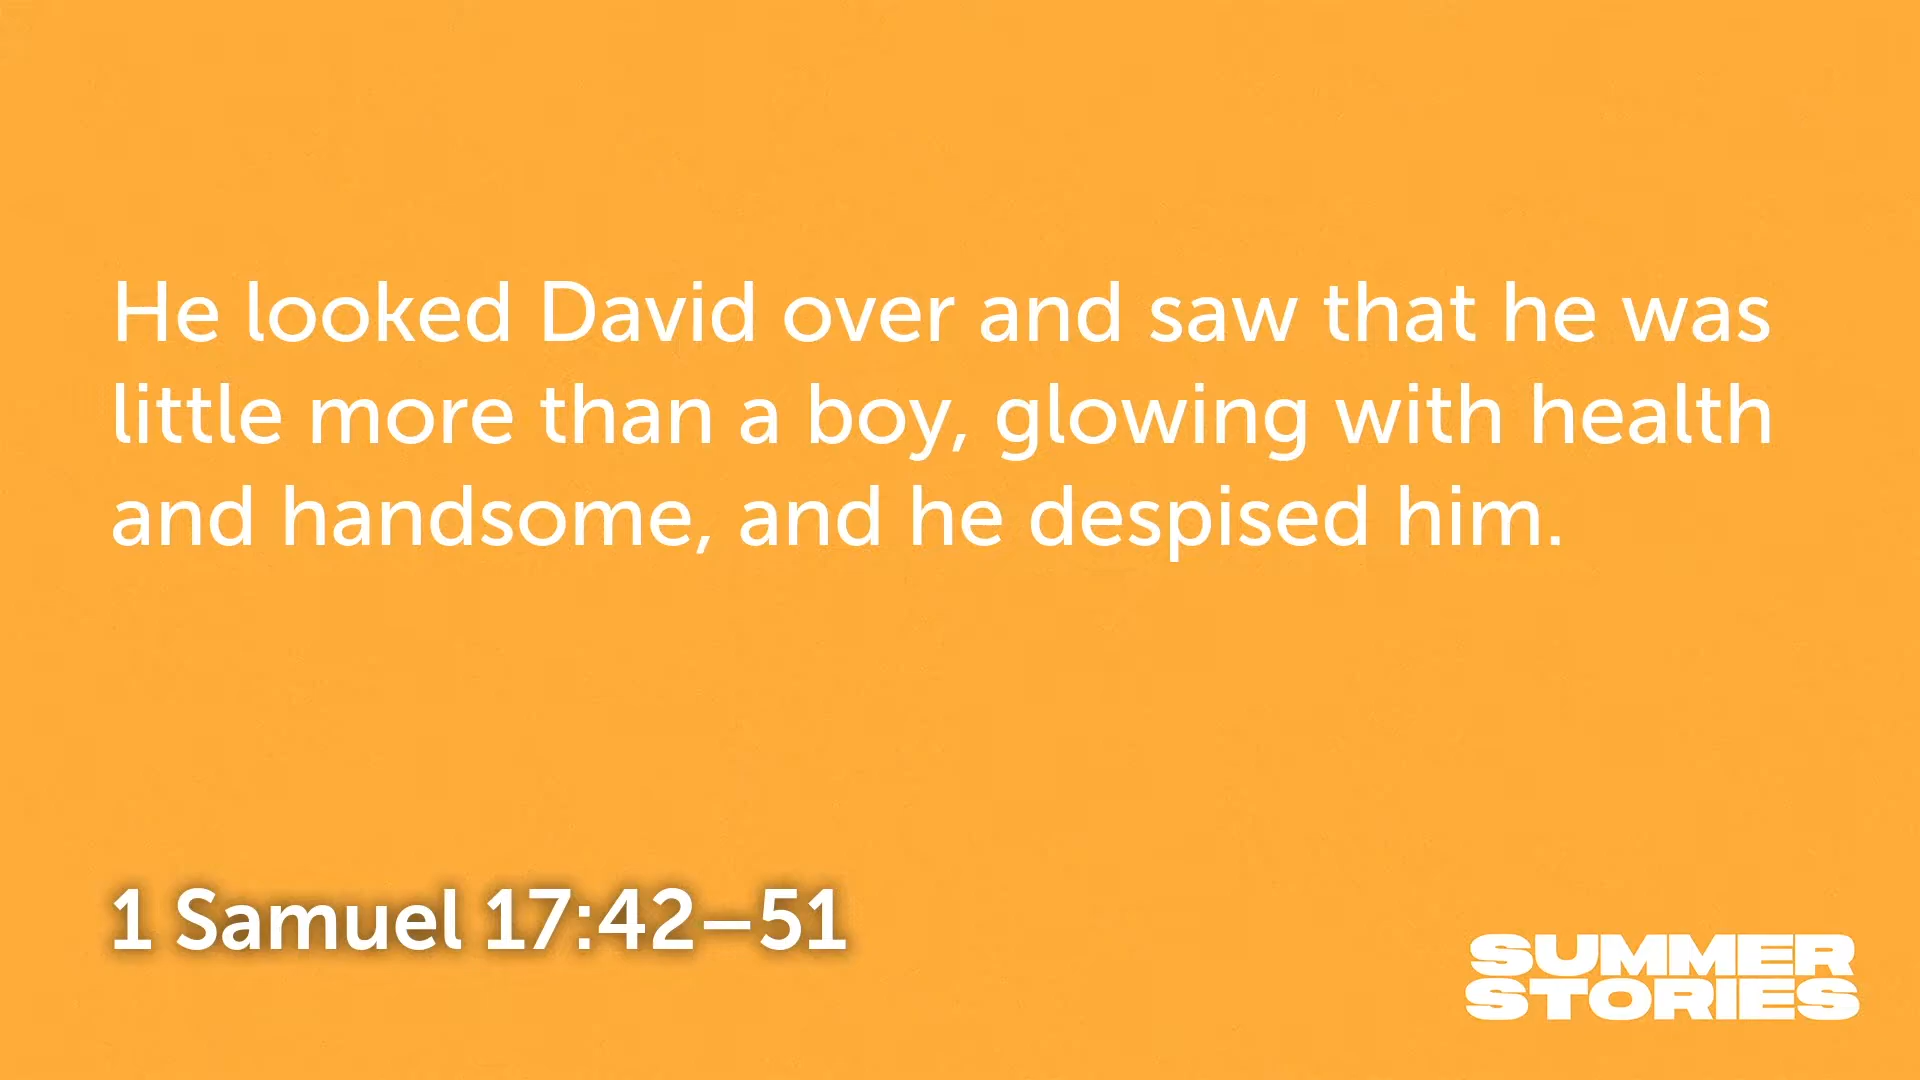 He looked David over and saw that he was
little more than a boy, glowing with health
and handsome, and he despised him.
1 Samuel 17:42–51
SUMMER
STORIES